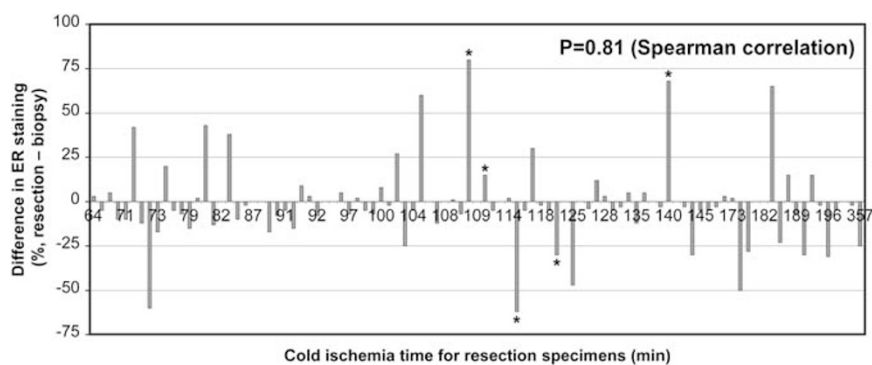 100
P=0.81 (Spearman correlation)
*
*
75
50
25
*
0
64 71 73 79 82 87 91 92 97 100 104 108 109 114 118 125 128 135 140 145 173 182 189 196 357
-25
*
-50
*
-75
Difference in ER staining
(%, resection – biopsy)
Cold ischemia time for resection specimens (min)